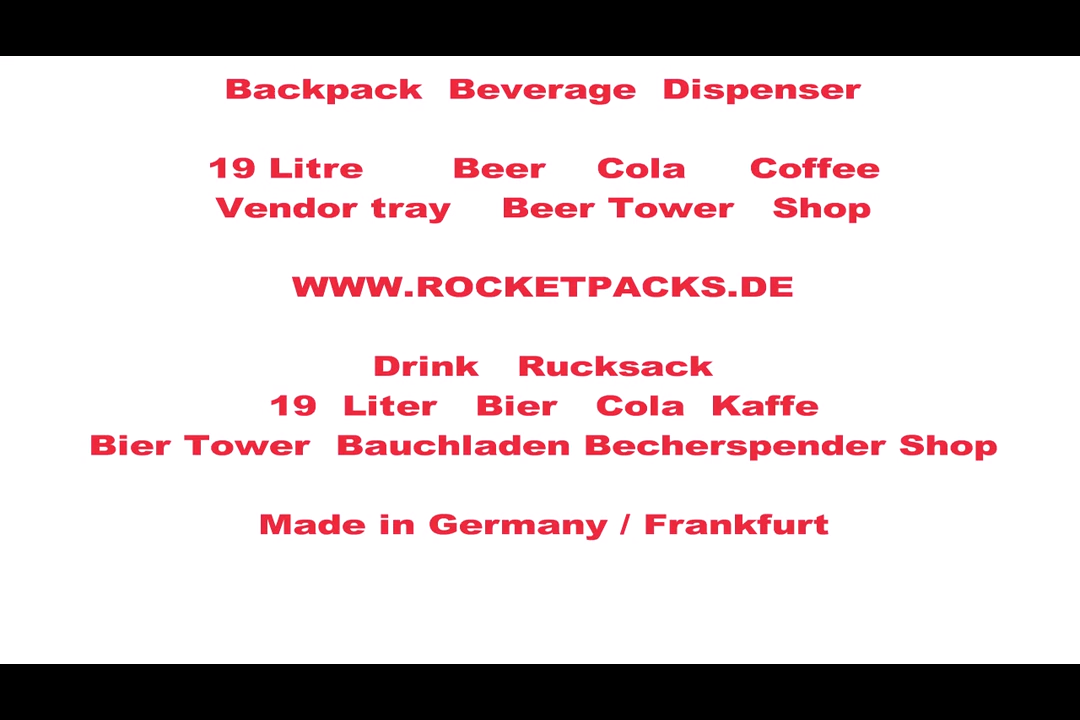 Backpack Beverage Dispenser
19 Litre Beer Cola Coffee
Vendor tray Beer Tower Shop
WWW.ROCKETPACKS.DE
Drink Rucksack
19 Liter Bier Cola Kaffe
Bier Tower Bauchladen Becherspender Shop
Made in Germany / Frankfurt